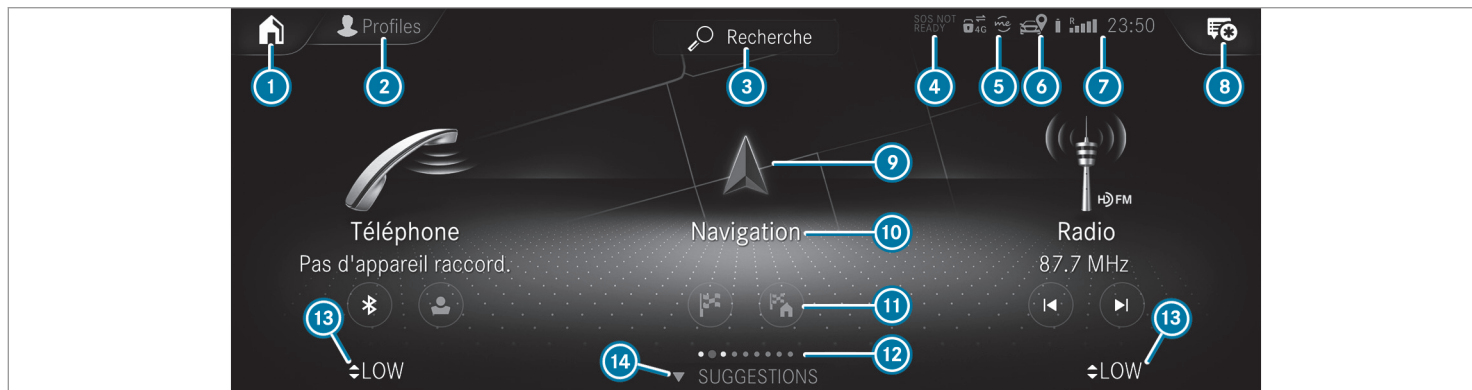 Profiles
Recherche
SOS NOT
READY
4G
me
R
23:50
1
2
3
4
5
6
7
8
9
HD FM
Téléphone
Navigation
10
Radio
Pas d'appareil raccord.
87.7 MHz
11
13
13
12
14
LOW
SUGGESTIONS
LOW